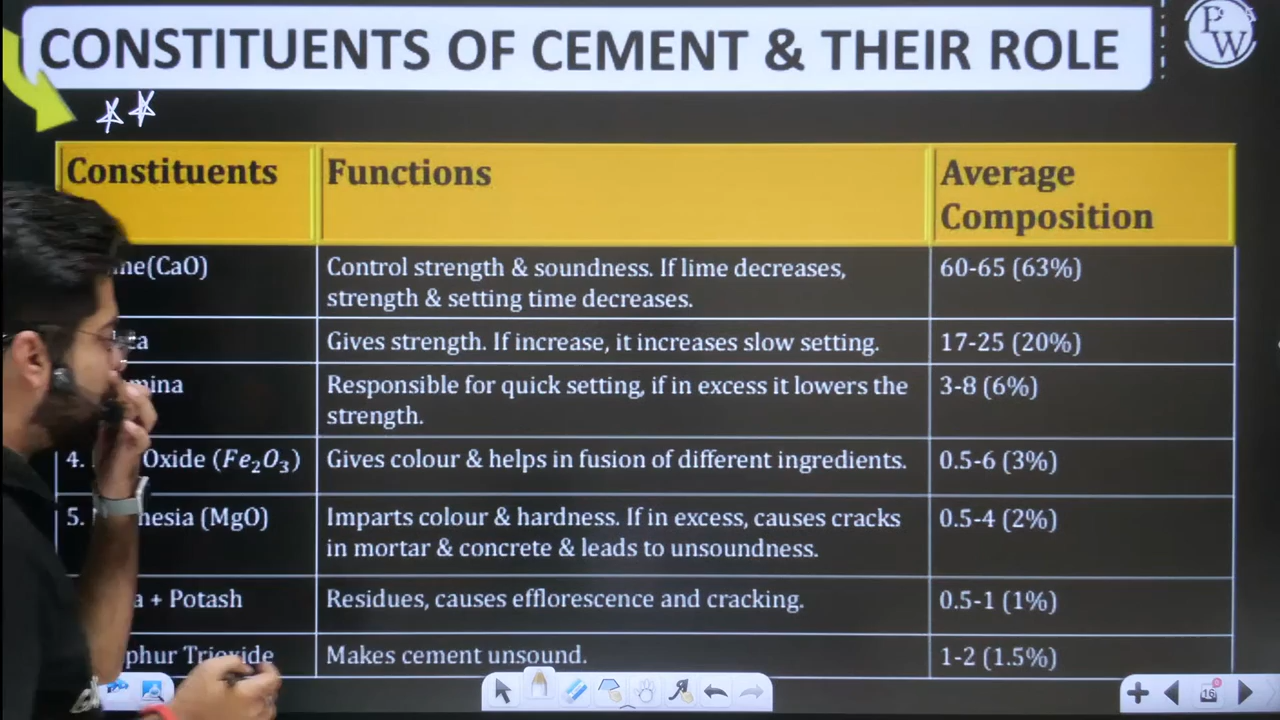 CONSTITUENTS OF CEMENT & THEIR ROLE
PW
Constituents
Functions
Average
Composition
(CaO)
Control strength & soundness. If lime decreases,
strength & setting time decreases.
60-65 (63%)
Gives strength. If increase, it increases slow setting.
17-25 (20%)
Responsible for quick setting, if in excess it lowers the
strength.
3-8 (6%)
4. Oxide (Fe₂O₃)
Gives colour & helps in fusion of different ingredients.
0.5-6 (3%)
5. (MgO)
Imparts colour & hardness. If in excess, causes cracks
in mortar & concrete & leads to unsoundness.
0.5-4 (2%)
+ Potash
Residues, causes efflorescence and cracking.
0.5-1 (1%)
Trioxide
Makes cement unsound.
1-2 (1.5%)
16